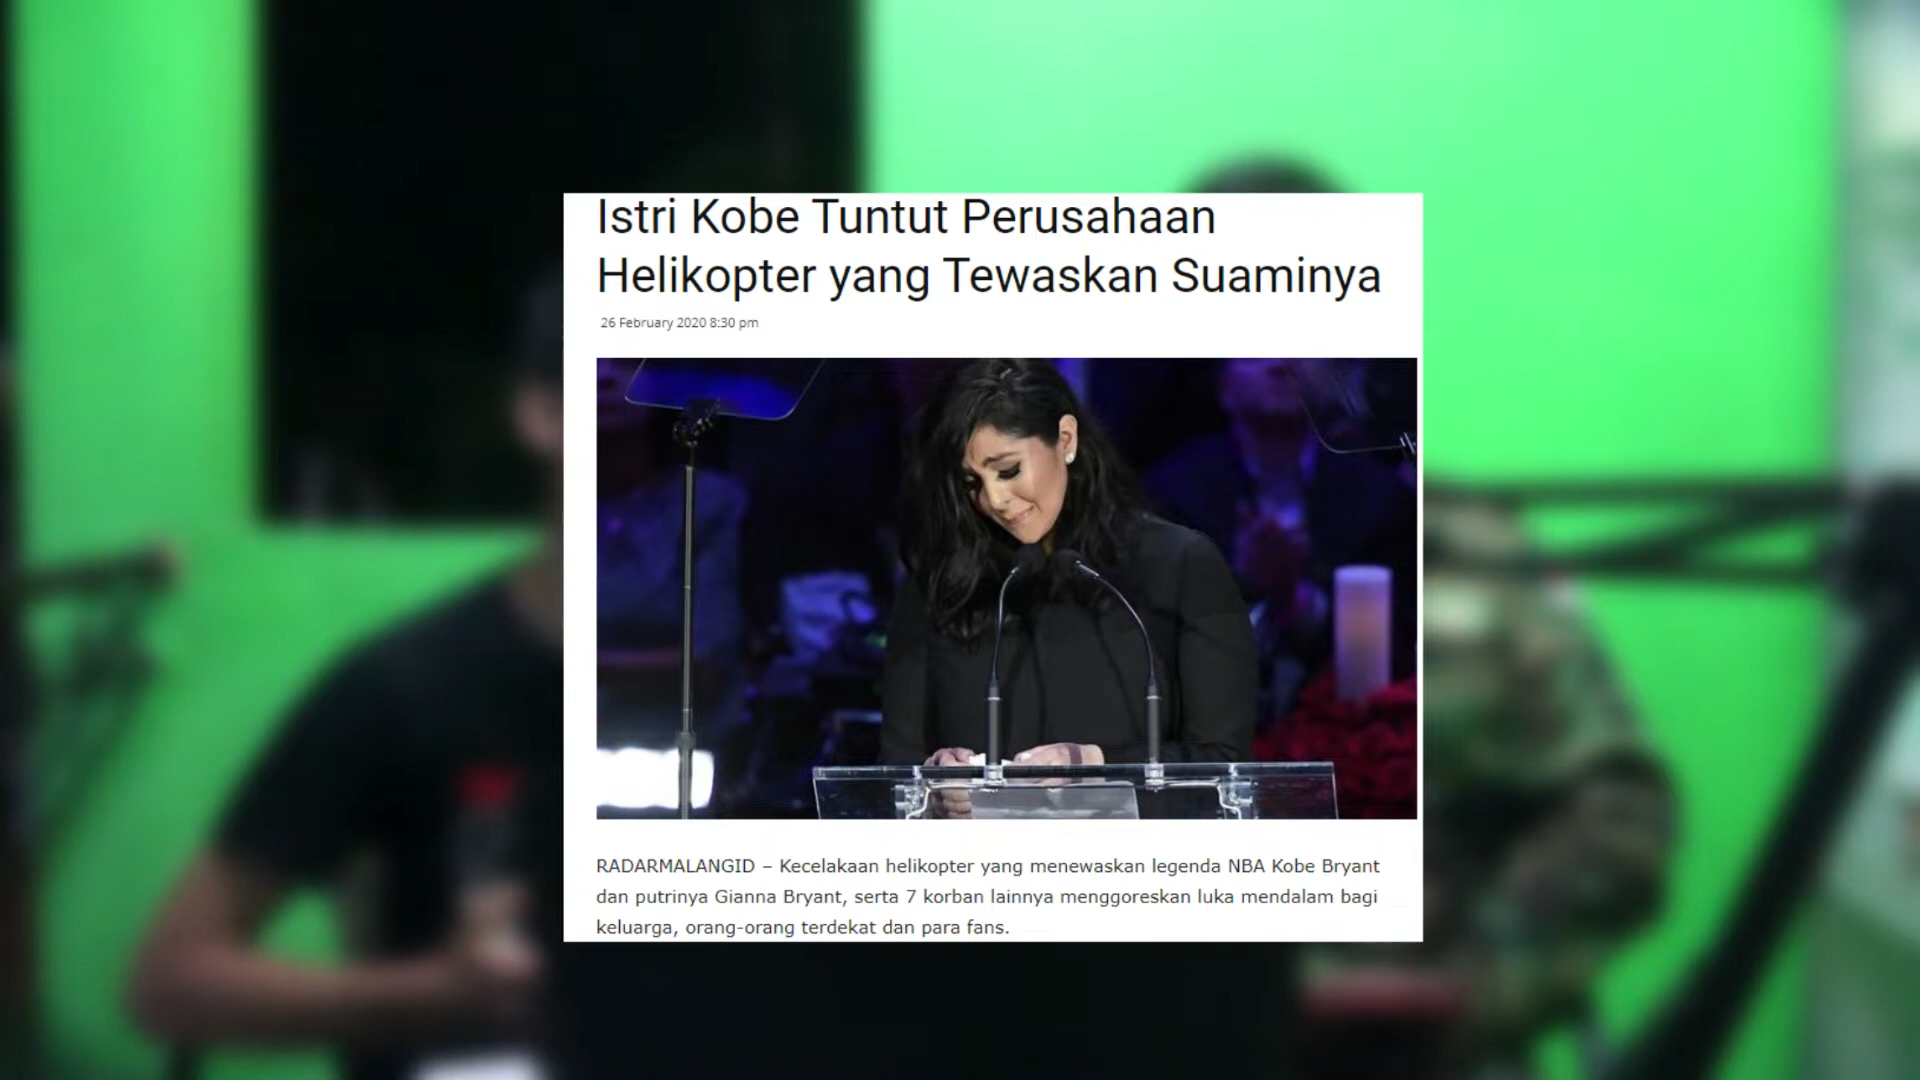 Istri Kobe Tuntut Perusahaan
Helikopter yang Tewaskan Suaminya
26 February 2020 8:30 pm
RADARMALANGID – Kecelakaan helikopter yang menewaskan legenda NBA Kobe Bryant
dan putrinya Gianna Bryant, serta 7 korban lainnya menggoreskan luka mendalam bagi
keluarga, orang-orang terdekat dan para fans.